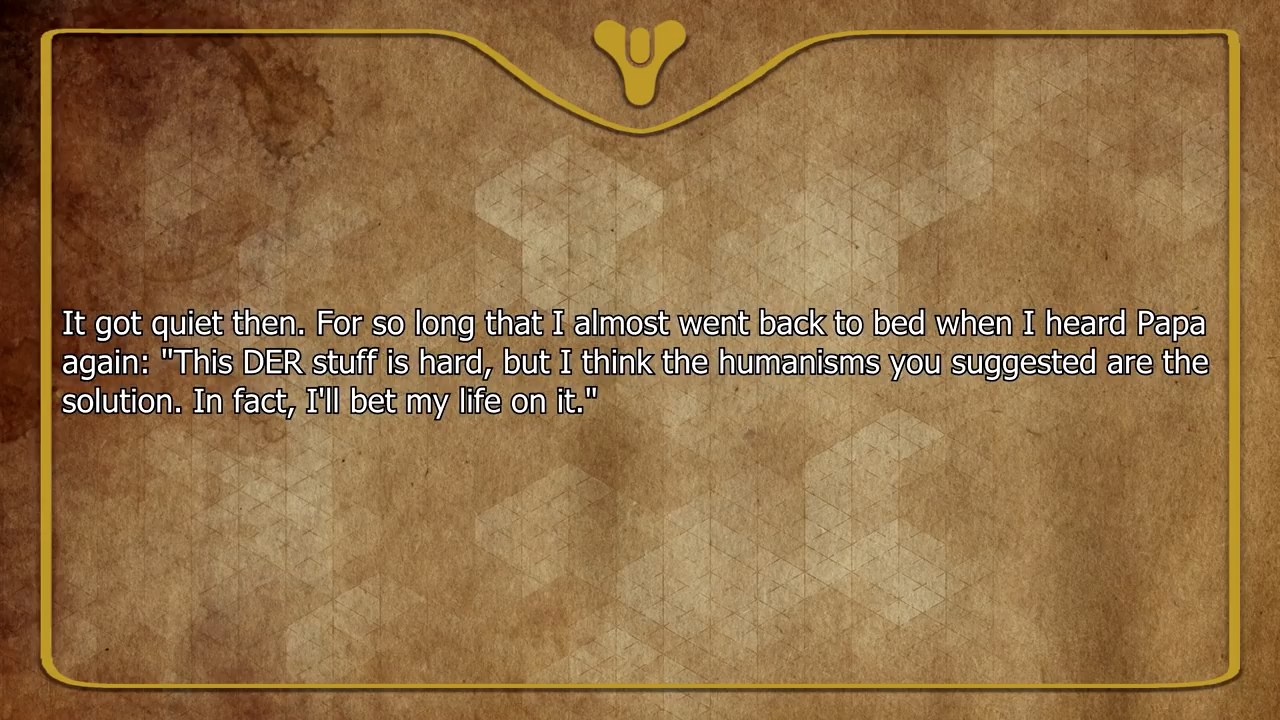 It got quiet then. For so long that I almost went back to bed when I heard Papa
again: "This DER stuff is hard, but I think the humanisms you suggested are the
solution. In fact, I'll bet my life on it."